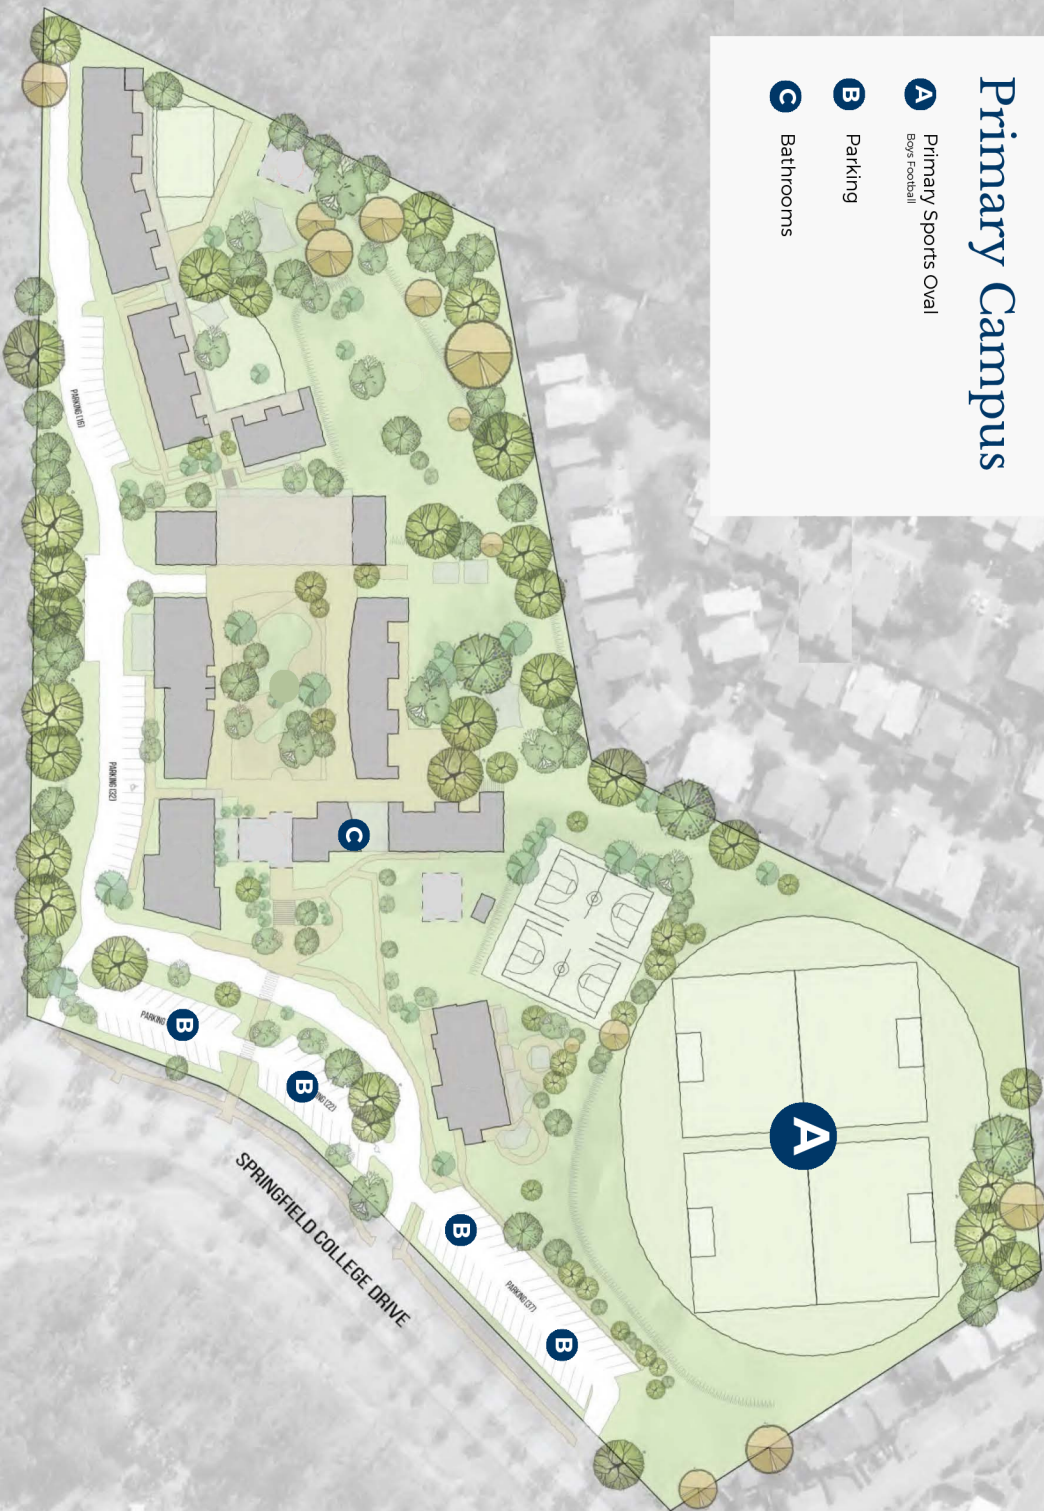 Primary Campus
A Primary Sports Oval
Boys Football
B Parking
C Bathrooms
PARKING (16)
PARKING (32)
C
PARKING
B
B
(22)
B
PARKING (37)
B
A
SPRINGFIELD COLLEGE DRIVE